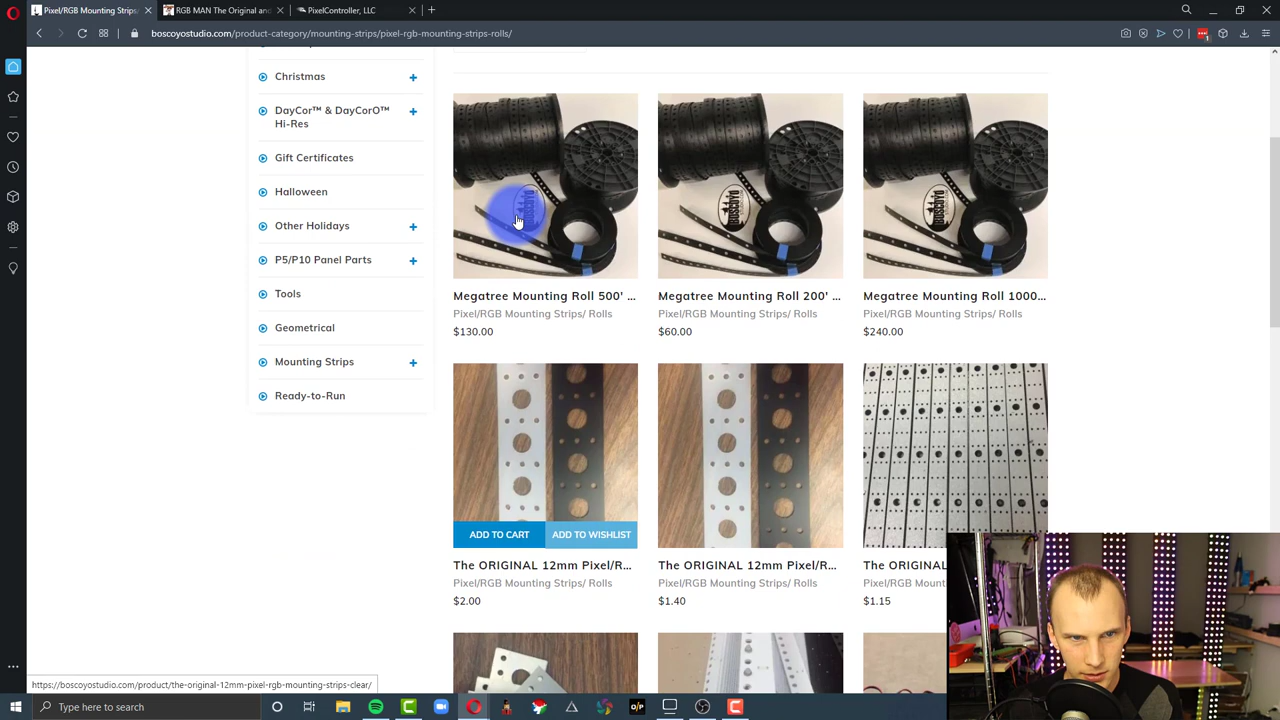 Pixel/RGB Mounting Strips
RGB MAN The Original and
PixelController, LLC
boscoyostudio.com/product-category/mounting-strips/pixel-rgb-mounting-strips-rolls/
Christmas
DayCor™ & DayCorO™
Hi-Res
Gift Certificates
Halloween
Other Holidays
P5/P10 Panel Parts
Tools
Geometrical
Mounting Strips
Ready-to-Run
BOSCOYO
BOSCOYO
BOSCOYO
Megatree Mounting Roll 500' ...
Pixel/RGB Mounting Strips/ Rolls
$130.00
Megatree Mounting Roll 200' ...
Pixel/RGB Mounting Strips/ Rolls
$60.00
Megatree Mounting Roll 1000...
Pixel/RGB Mounting Strips/ Rolls
$240.00
ADD TO CART
ADD TO WISHLIST
The ORIGINAL 12mm Pixel/R...
Pixel/RGB Mounting Strips/ Rolls
$2.00
The ORIGINAL 12mm Pixel/R...
Pixel/RGB Mounting Strips/ Rolls
$1.40
The ORIGINAL
Pixel/RGB Mount
$1.15
https://boscoyostudio.com/product/the-original-12mm-pixel-rgb-mounting-strips-clear/
Type here to search
o/p